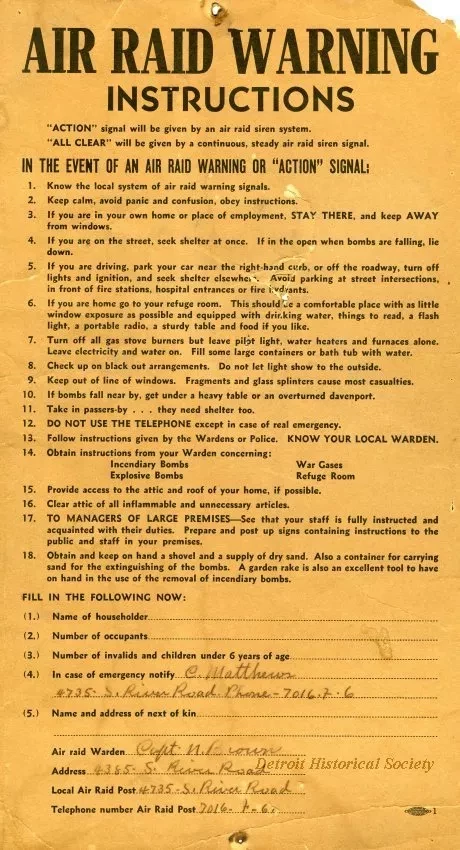 AIR RAID WARNING
INSTRUCTIONS
"ACTION" signal will be given by an air raid siren system.
"ALL CLEAR" will be given by a continuous, steady air raid siren signal.
IN THE EVENT OF AN AIR RAID WARNING OR "ACTION" SIGNAL:
1. Know the local system of air raid warning signals.
2. Keep calm, avoid panic and confusion, obey instructions.
3. If you are in your own home or place of employment, STAY THERE, and keep AWAY
from windows.
4. If you are on the street, seek shelter at once. If in the open when bombs are falling, lie
down.
5. If you are driving, park your car near the right-hand curb, or off the roadway, turn off
lights and ignition, and seek shelter elsewhere. Avoid parking at street intersections,
in front of fire stations, hospital entrances or fire hydrants.
6. If you are home go to your refuge room. This should be a comfortable place with as little
window exposure as possible and equipped with drinking water, things to read, a flash
light, a portable radio, a sturdy table and food if you like.
7. Turn off all gas stove burners but leave pilot light, water heaters and furnaces alone.
Leave electricity and water on. Fill some large containers or bath tub with water.
8. Check up on black out arrangements. Do not let light show to the outside.
9. Keep out of line of windows. Fragments and glass splinters cause most casualties.
10. If bombs fall near by, get under a heavy table or an overturned davenport.
11. Take in passers-by . . . they need shelter too.
12. DO NOT USE THE TELEPHONE except in case of real emergency.
13. Follow instructions given by the Wardens or Police. KNOW YOUR LOCAL WARDEN.
14. Obtain instructions from your Warden concerning:
Incendiary Bombs War Gases
Explosive Bombs Refuge Room
15. Provide access to the attic and roof of your home, if possible.
16. Clear attic of all inflammable and unnecessary articles.
17. TO MANAGERS OF LARGE PREMISES—See that your staff is fully instructed and
acquainted with their duties. Prepare and post up signs containing instructions to the
public and staff in your premises.
18. Obtain and keep on hand a shovel and a supply of dry sand. Also a container for carrying
sand for the extinguishing of the bombs. A garden rake is also an excellent tool to have
on hand in the use of the removal of incendiary bombs.
FILL IN THE FOLLOWING NOW:
(1.) Name of householder
(2.) Number of occupants
(3.) Number of invalids and children under 6 years of age
(4.) In case of emergency notify C. Matthews
4735- S. River Road Phone - 7016-7-6
(5.) Name and address of next of kin
Air raid Warden Capt N. Brown
Address 4385- S. River Road
Detroit Historical Society
Local Air Raid Post 4735-S. River Road
Telephone number Air Raid Post 7016-7-6
1